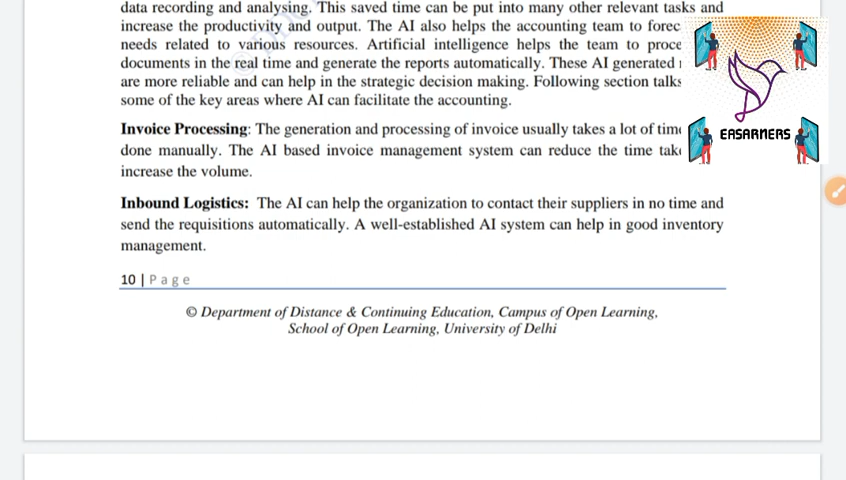 data recording and analysing. This saved time can be put into many other relevant tasks and
increase the productivity and output. The AI also helps the accounting team to forec
needs related to various resources. Artificial intelligence helps the team to proce
documents in the real time and generate the reports automatically. These AI generated
are more reliable and can help in the strategic decision making. Following section talks
some of the key areas where AI can facilitate the accounting.
Invoice Processing: The generation and processing of invoice usually takes a lot of time
done manually. The AI based invoice management system can reduce the time take
increase the volume.
Inbound Logistics: The AI can help the organization to contact their suppliers in no time and
send the requisitions automatically. A well-established AI system can help in good inventory
management.
10 | Page
© Department of Distance & Continuing Education, Campus of Open Learning,
School of Open Learning, University of Delhi
EASARNERS